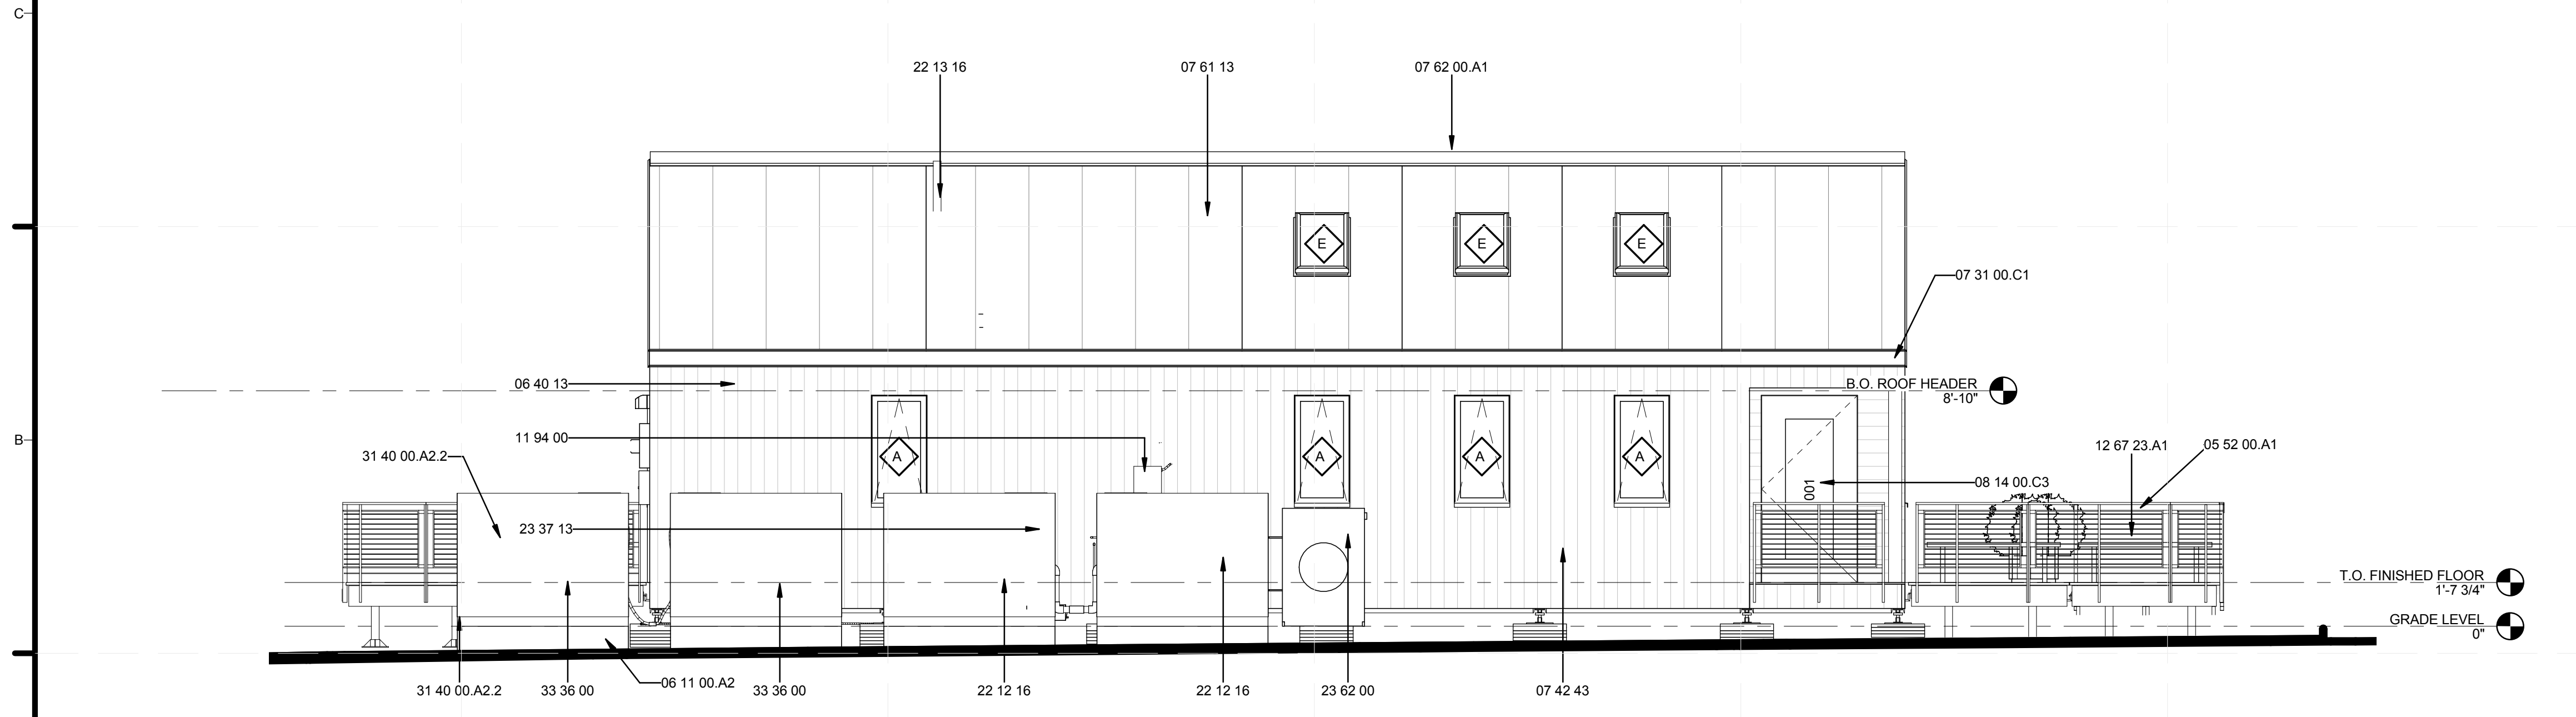 C
22 13 16
07 61 13
07 62 00.A1
E
E
E
07 31 00.C1
06 40 13
B.O. ROOF HEADER
8'-10"
11 94 00
B
31 40 00.A2.2
A
A
A
A
12 67 23.A1
05 52 00.A1
08 14 00.C3
001
23 37 13
T.O. FINISHED FLOOR
1'-7 3/4"
GRADE LEVEL
0"
31 40 00.A2.2
33 36 00
06 11 00.A2
33 36 00
22 12 16
22 12 16
23 62 00
07 42 43